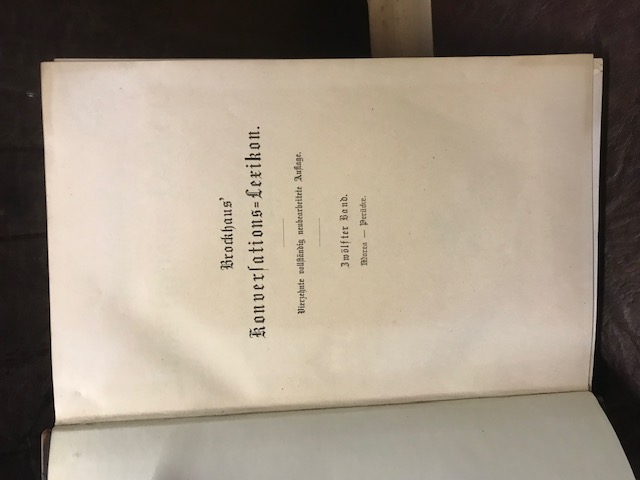 Brockhaus'
Konversations=Lexikon.
Vierzehnte vollständig neubearbeitete Auflage.
Zwölfter Band.
Morea — Perücke.